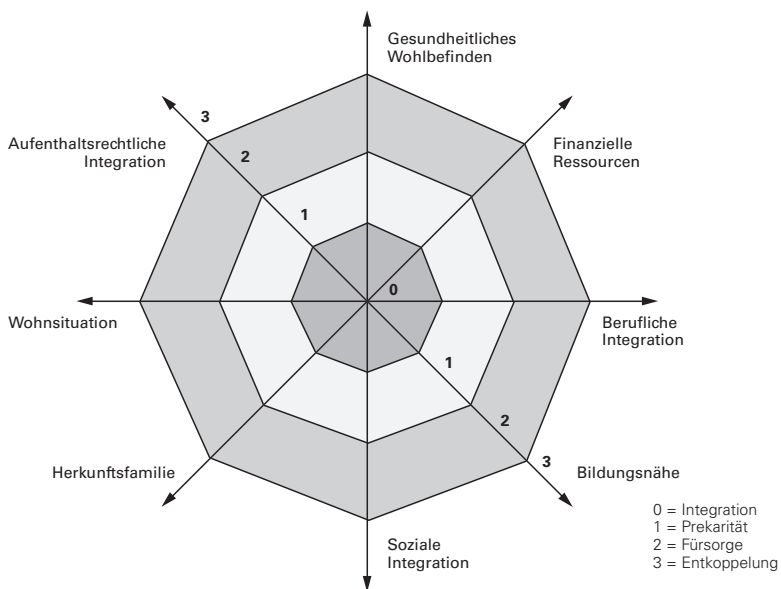 Gesundheitliches
Wohlbefinden
3
Aufenthaltsrechtliche
Integration
2
Finanzielle
Ressourcen
1
0
Wohnsituation
Berufliche
Integration
1
2
3
Herkunftsfamilie
Bildungsnähe
Soziale
Integration
0 = Integration
1 = Prekarität
2 = Fürsorge
3 = Entkoppelung